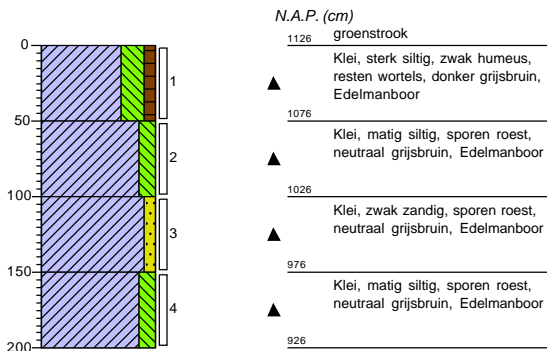 N.A.P. (cm)
0
1126 groenstrook
1
Klei, sterk siltig, zwak humeus,
resten wortels, donker grijsbruin,
Edelmanboor
50
1076
2
Klei, matig siltig, sporen roest,
neutraal grijsbruin, Edelmanboor
100
1026
3
Klei, zwak zandig, sporen roest,
neutraal grijsbruin, Edelmanboor
150
976
4
Klei, matig siltig, sporen roest,
neutraal grijsbruin, Edelmanboor
200
926